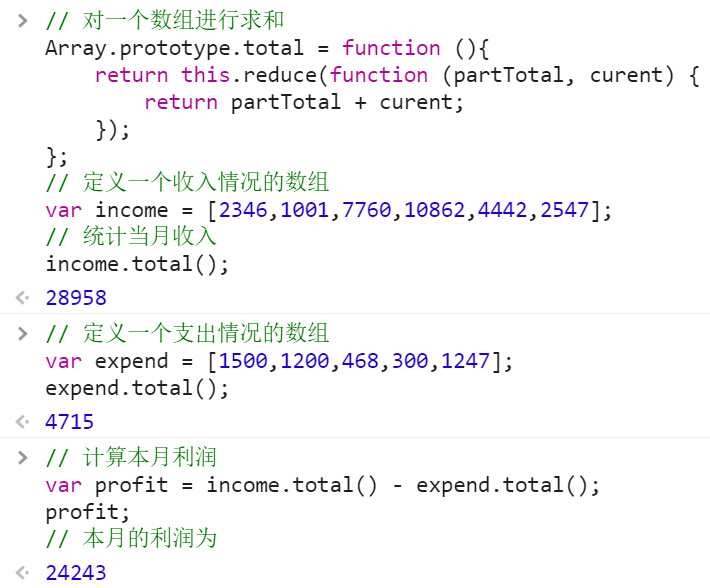 // 对一个数组进行求和
Array.prototype.total = function (){
    return this.reduce(function (partTotal, curent) {
        return partTotal + curent;
    });
};
// 定义一个收入情况的数组
var income = [2346,1001,7760,10862,4442,2547];
// 统计当月收入
income.total();
28958
// 定义一个支出情况的数组
var expend = [1500,1200,468,300,1247];
expend.total();
4715
// 计算本月利润
var profit = income.total() - expend.total();
profit;
// 本月的利润为
24243